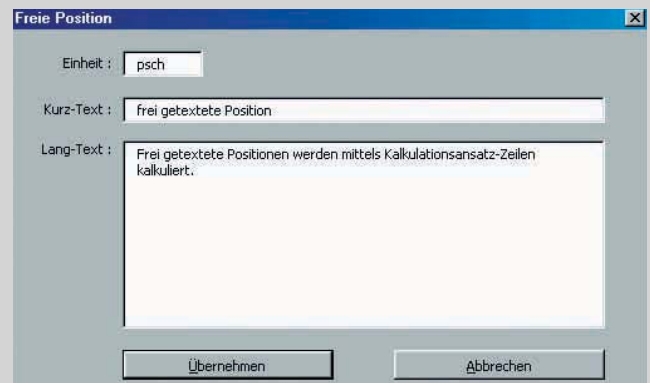 Freie Position
Einheit : psch
Kurz-Text : frei getextete Position
Lang-Text : Frei getextete Positionen werden mittels Kalkulationsansatz-Zeilen
kalkuliert.
Übernehmen Abbrechen